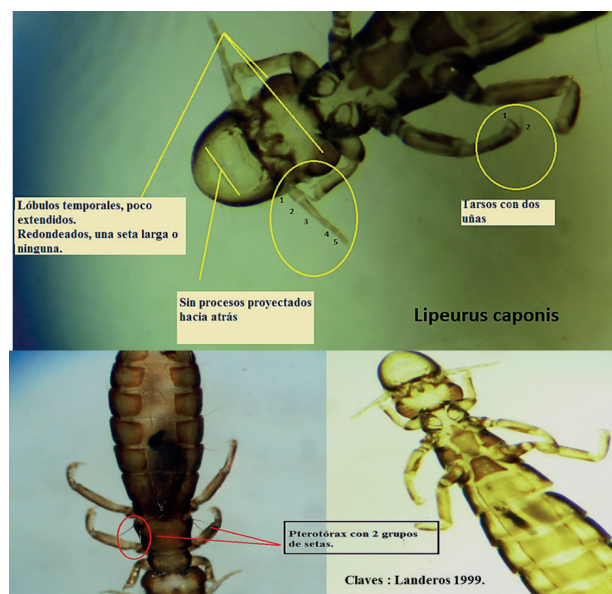 1
2
1
2
3
4
5
Lóbulos temporales, poco
extendidos.
Redondeados, una seta larga o
ninguna.
Tarsos con dos
uñas
Sin procesos proyectados
hacia atrás
Lipeurus caponis
Pterotórax con 2 grupos
de setas.
Claves : Landeros 1999.